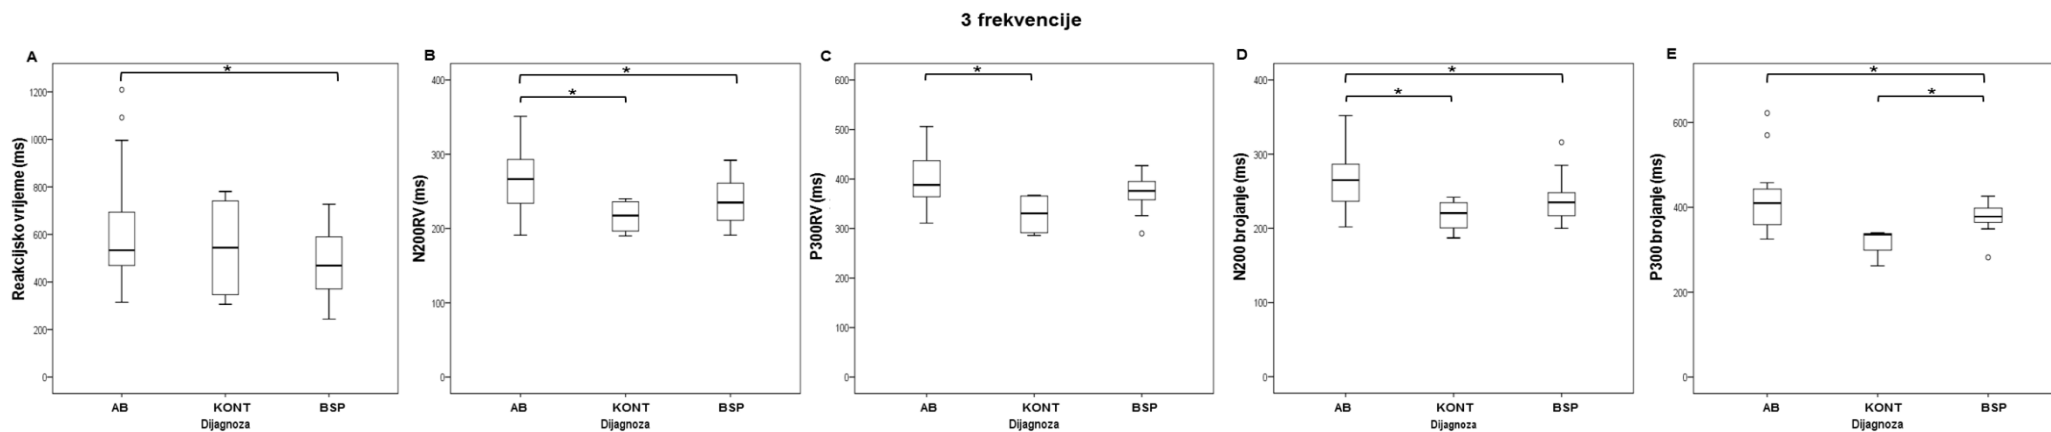 3 frekvencije
A
*
Reakcijsko vrijeme (ms)
1200
1000
800
600
400
200
0
AB KONT BSP
Dijagnoza
B
*
*
N200RV (ms)
400
300
200
100
0
AB KONT BSP
Dijagnoza
C
*
P300RV (ms)
600
500
400
300
200
100
0
AB KONT BSP
Dijagnoza
D
*
*
N200 brojanje (ms)
400
300
200
100
0
AB KONT BSP
Dijagnoza
E
*
*
P300 brojanje (ms)
600
400
200
0
AB KONT BSP
Dijagnoza